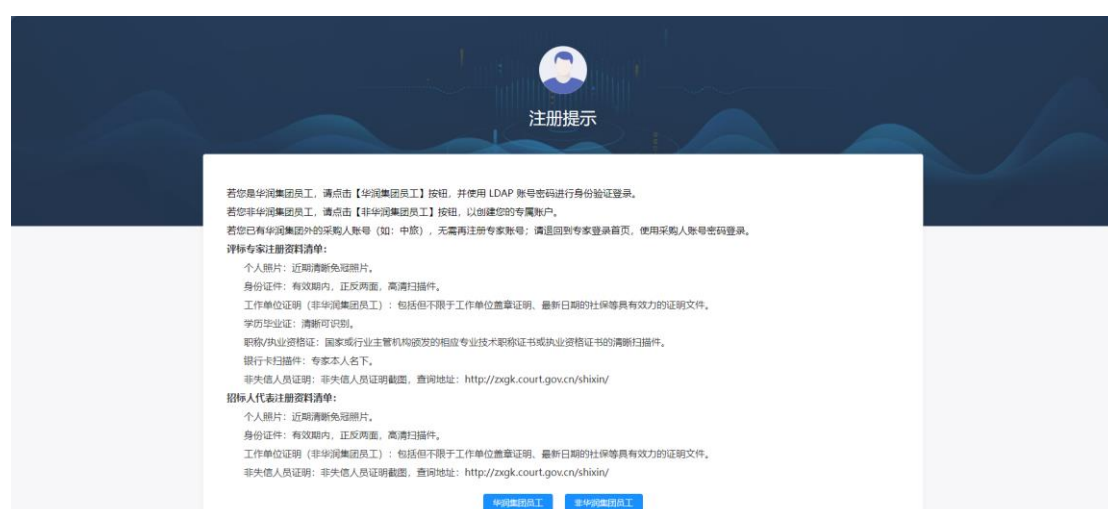 注册提示
若您是华润集团员工，请点击【华润集团员工】按钮，并使用 LDAP 账号密码进行身份验证登录。
若您非华润集团员工，请点击【非华润集团员工】按钮，以创建您的专属账户。
若您已有华润集团外的采购人账号（如：中旅），无需再注册专家账号；请退回到专家登录首页，使用采购人账号密码登录。
评标专家注册资料清单：
个人照片：近期清晰免冠照片。
身份证件：有效期内，正反两面，高清扫描件。
工作单位证明（非华润集团员工）：包括但不限于工作单位盖章证明、最新日期的社保等具有效力的证明文件。
学历毕业证：清晰可识别。
职称/执业资格证：国家或行业主管机构颁发的相应专业技术职称证书或执业资格证书的清晰扫描件。
银行卡扫描件：专家本人名下。
非失信人员证明：非失信人员证明截图，查询地址：http://zxgk.court.gov.cn/shixin/
招标人代表注册资料清单：
个人照片：近期清晰免冠照片。
身份证件：有效期内，正反两面，高清扫描件。
工作单位证明（非华润集团员工）：包括但不限于工作单位盖章证明、最新日期的社保等具有效力的证明文件。
非失信人员证明：非失信人员证明截图，查询地址：http://zxgk.court.gov.cn/shixin/
华润集团员工 非华润集团员工